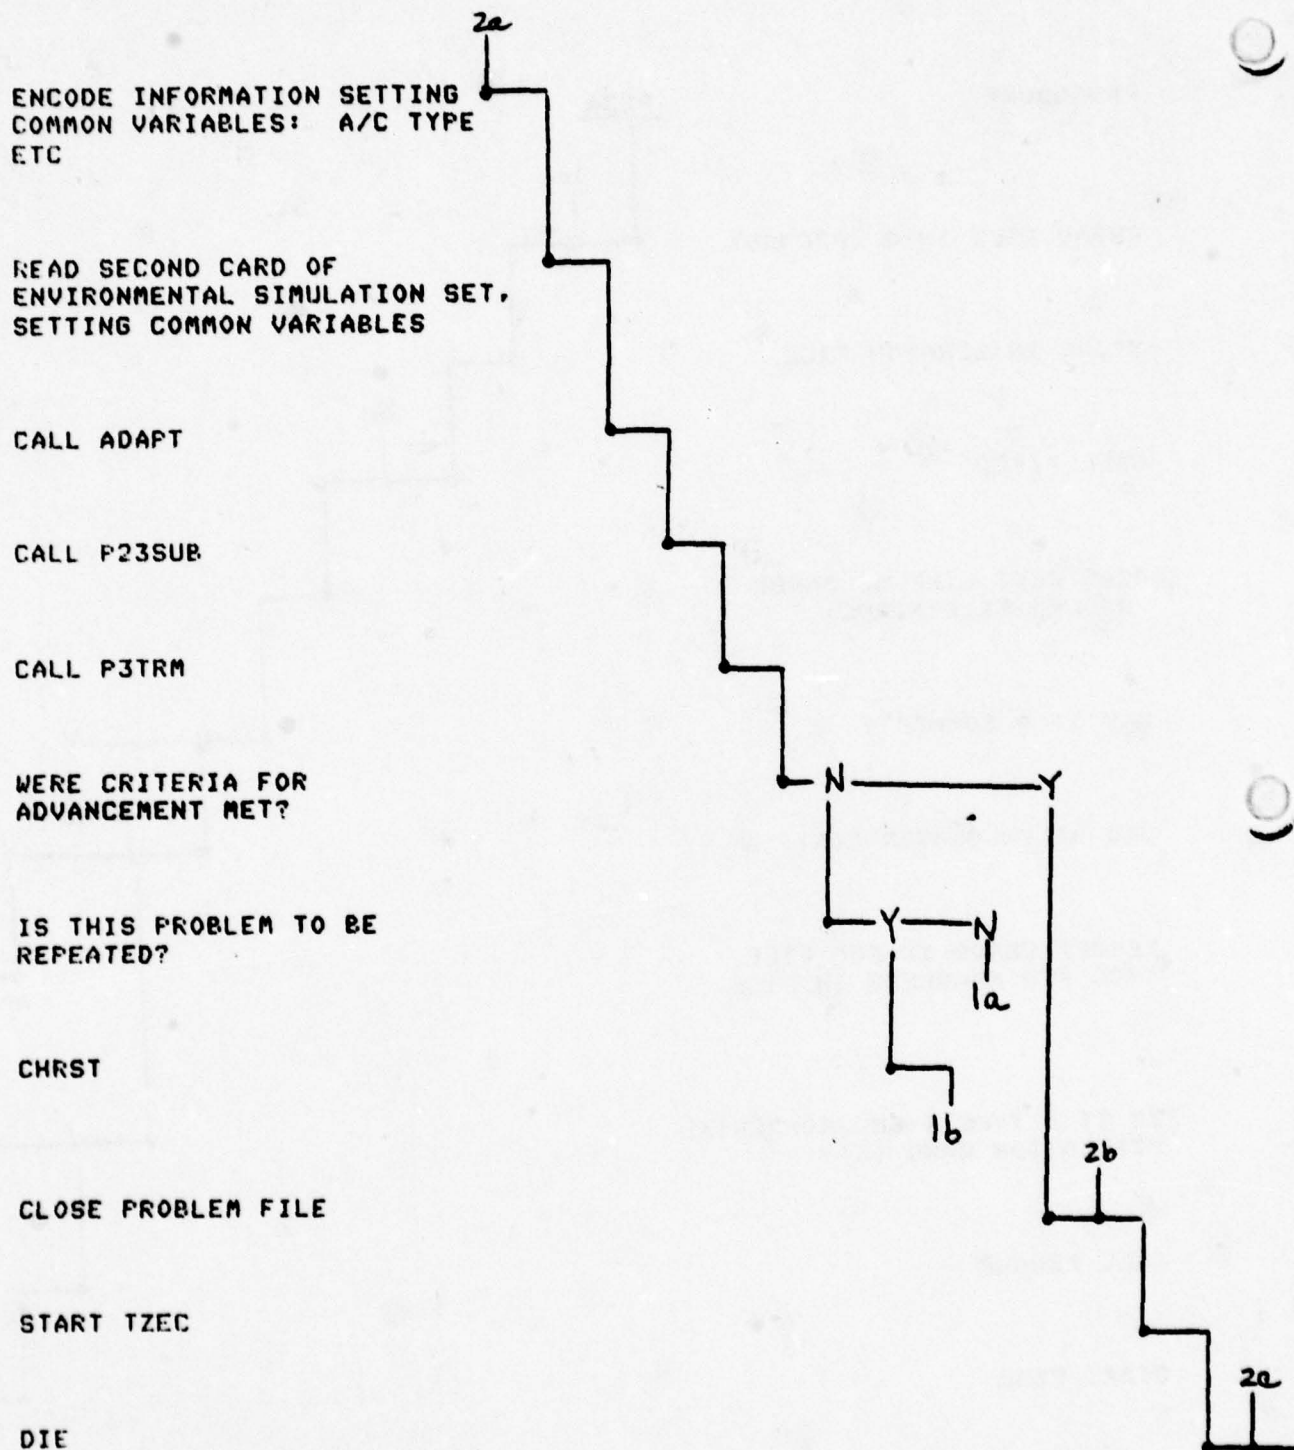 2a
ENCODE INFORMATION SETTING
COMMON VARIABLES: A/C TYPE
ETC
READ SECOND CARD OF
ENVIRONMENTAL SIMULATION SET,
SETTING COMMON VARIABLES
CALL ADAPT
CALL P23SUB
CALL P3TRM
WERE CRITERIA FOR
ADVANCEMENT MET?
N Y
IS THIS PROBLEM TO BE
REPEATED?
Y N
1a
CHRST
1b
2b
CLOSE PROBLEM FILE
START TZEC
2c
DIE